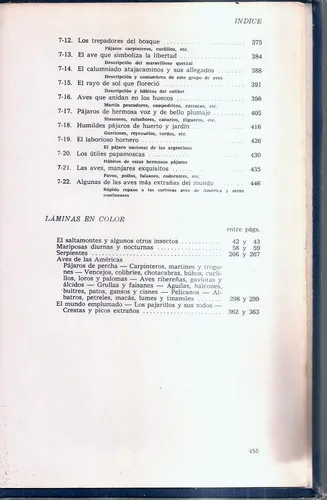 INDICE
7-12. Los trepadores del bosque 375
Pájaros carpinteros, cuclillos, etc.
7-13. El ave que simboliza la libertad 384
Descripción del maravilloso quetzal
7-14. El calumniado atajacaminos y sus allegados 388
Descripción y costumbres de este grupo de aves
7-15. El rayo de sol que floreció 391
Descripción y hábitos del colibrí
7-16. Aves que anidan en los huecos 398
Martín pescadores, surucuáes, etc.
7-17. Pájaros de hermosa voz y de bello plumaje 405
Sinsontes, ruiseñores, canarios, jilgueros, etc.
7-18. Humildes pájaros de huerto y jardín 416
Gorriones, reyezuelos, tordos, etc.
7-19. El laborioso hornero 426
El pájaro nacional de los argentinos
7-20. Los útiles papamoscas 430
Hábitos de estos hermosos pájaros
7-21. Las aves, manjares exquisitos 435
Pavos, pollos, faisanes, codornices, etc.
7-22. Algunas de las aves más extrañas del mundo 446
Rápido repaso a las curiosas aves de América y otros
continentes
LÁMINAS EN COLOR
entre págs.
El saltamontes y algunos otros insectos 42 y 43
Mariposas diurnas y nocturnas 58 y 59
Serpientes 266 y 267
Aves de las Américas
Pájaros de percha — Carpinteros, martines y trogo-
nes — Vencejos, colibríes, chotacabras, búhos, cucli-
llos, loros y palomas — Aves ribereñas, gaviotas y
álcidos — Grullas y faisanes — Águilas, halcones,
buitres, patos, gansos y cisnes — Pelícanos — Al-
batros, petreles, macás, lumes y tinamúes 298 y 299
El mundo emplumado — Los pajarillos y sus nidos —
Crestas y picos extraños 362 y 363
455